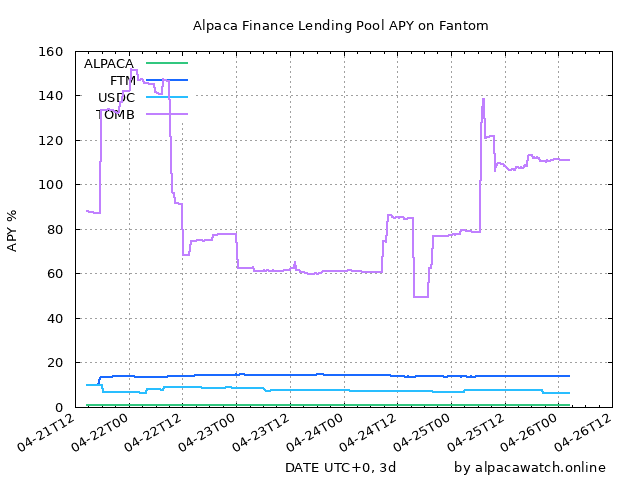 Alpaca Finance Lending Pool APY on Fantom
160
140
120
100
80
60
40
20
0
APY %
ALPACA
FTM
USDC
TOMB
04-21T12
04-22T00
04-22T12
04-23T00
04-23T12
04-24T00
04-24T12
04-25T00
04-25T12
04-26T00
04-26T12
DATE UTC+0, 3d
by alpacawatch.online